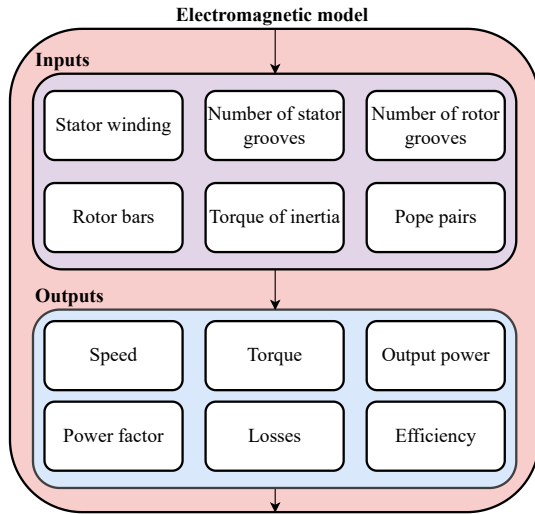 Electromagnetic model
Inputs
Stator winding
Number of stator
grooves
Number of rotor
grooves
Rotor bars
Torque of inertia
Pope pairs
Outputs
Speed
Torque
Output power
Power factor
Losses
Efficiency